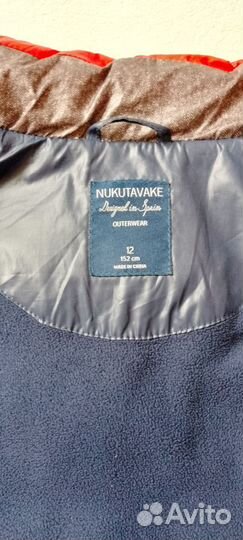 NUKUTAVAKE
Designed in Spain
OUTERWEAR
12
152 cm
MADE IN CHINA
Avito